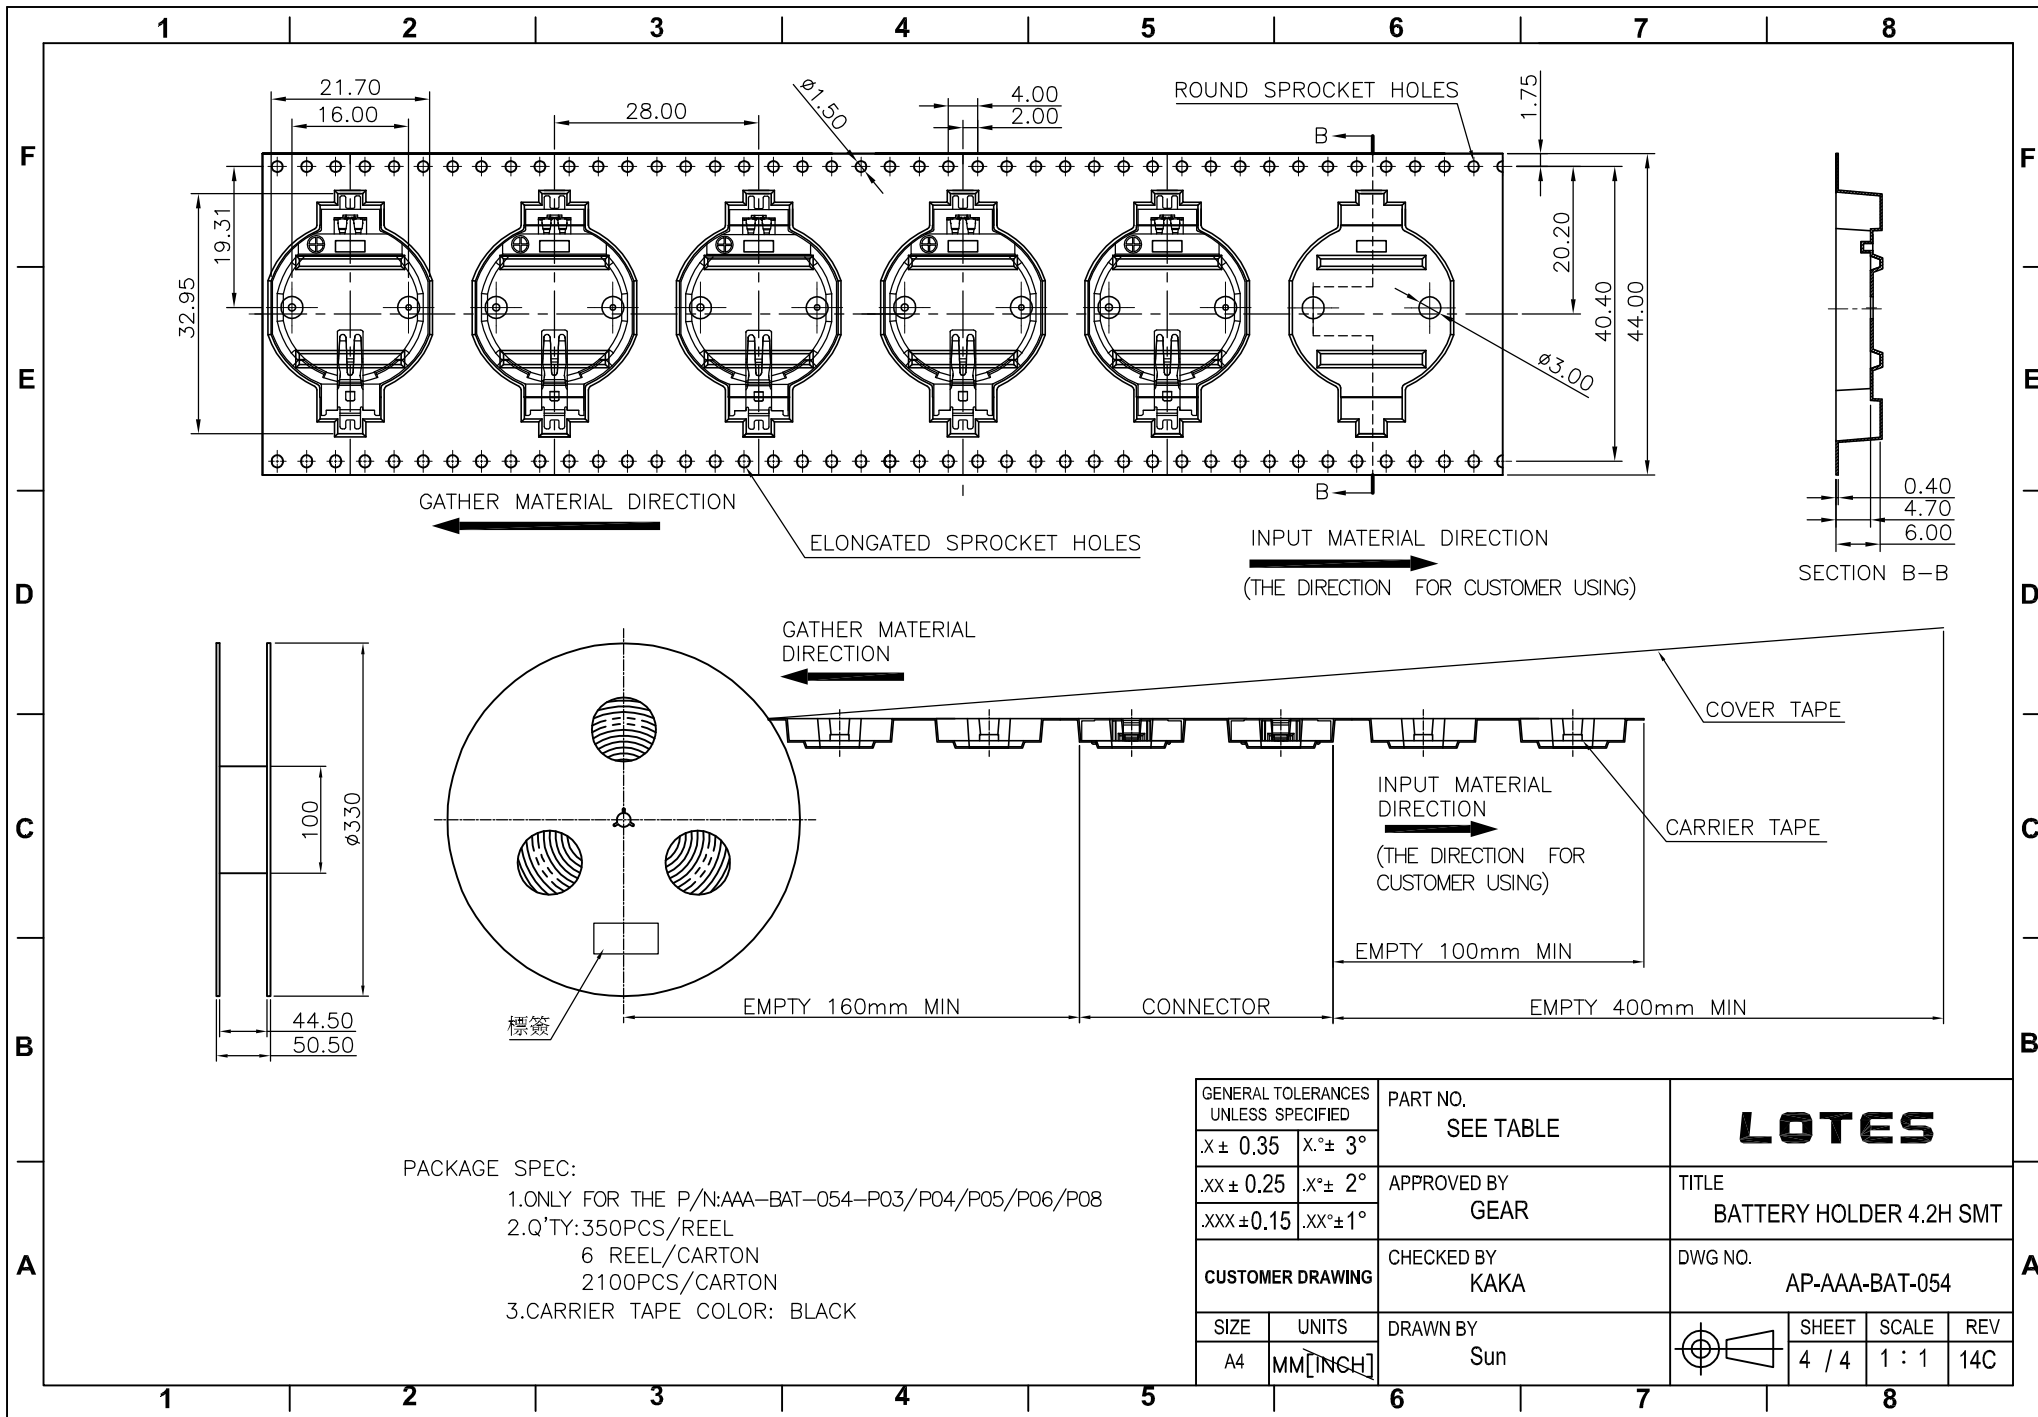 1 2 3 4 5 6 7 8
F
E
D
C
B
A
F
E
D
C
B
A
21.70
16.00
28.00
ø1.50
4.00
2.00
ROUND SPROCKET HOLES
1.75
B
19.31
32.95
20.20
40.40
44.00
ø3.00
B
GATHER MATERIAL DIRECTION
ELONGATED SPROCKET HOLES
INPUT MATERIAL DIRECTION
(THE DIRECTION FOR CUSTOMER USING)
0.40
4.70
6.00
SECTION B-B
GATHER MATERIAL
DIRECTION
COVER TAPE
100
ø330
INPUT MATERIAL
DIRECTION
(THE DIRECTION FOR
CUSTOMER USING)
CARRIER TAPE
EMPTY 100mm MIN
EMPTY 160mm MIN
CONNECTOR
EMPTY 400mm MIN
標簽
44.50
50.50
PACKAGE SPEC:
1.ONLY FOR THE P/N:AAA-BAT-054-P03/P04/P05/P06/P08
2.Q'TY:350PCS/REEL
6 REEL/CARTON
2100PCS/CARTON
3.CARRIER TAPE COLOR: BLACK
GENERAL TOLERANCES
UNLESS SPECIFIED
.X ± 0.35 X.°± 3°
.XX ± 0.25 .X°± 2°
.XXX ±0.15 .XX°±1°
CUSTOMER DRAWING
SIZE UNITS
A4 MM[INCH]
PART NO.
SEE TABLE
APPROVED BY
GEAR
CHECKED BY
KAKA
DRAWN BY
Sun
LOTES
TITLE
BATTERY HOLDER 4.2H SMT
DWG NO.
AP-AAA-BAT-054
SHEET SCALE REV
4 / 4 1 : 1 14C
1 2 3 4 5 6 7 8